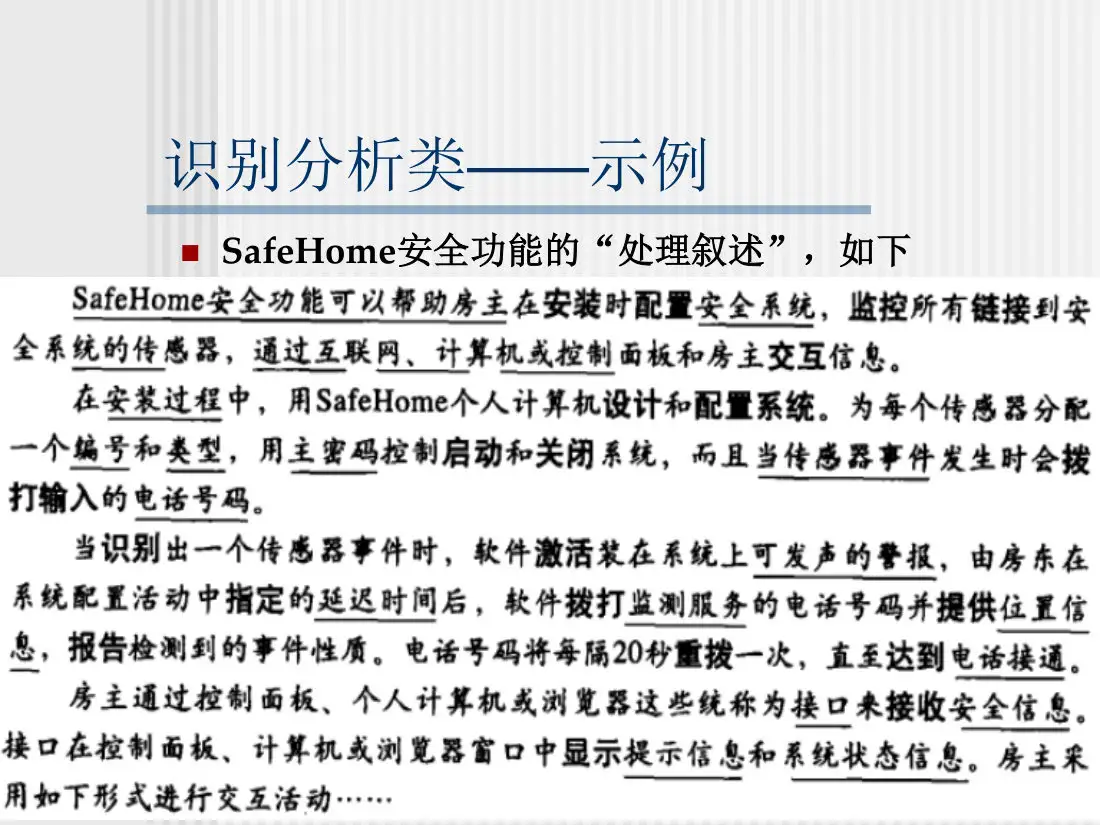 识别分析类——示例
SafeHome安全功能的“处理叙述”，如下
SafeHome安全功能可以帮助房主在安装时配置安全系统，监控所有链接到安
全系统的传感器，通过互联网、计算机或控制面板和房主交互信息。
在安装过程中，用SafeHome个人计算机设计和配置系统。为每个传感器分配
一个编号和类型，用主密码控制启动和关闭系统，而且当传感器事件发生时会拨
打输入的电话号码。
当识别出一个传感器事件时，软件激活装在系统上可发声的警报，由房东在
系统配置活动中指定的延迟时间后，软件拨打监测服务的电话号码并提供位置信
息，报告检测到的事件性质。电话号码将每隔20秒重拨一次，直至达到电话接通。
房主通过控制面板、个人计算机或浏览器这些统称为接口来接收安全信息。
接口在控制面板、计算机或浏览器窗口中显示提示信息和系统状态信息。房主采
用如下形式进行交互活动……